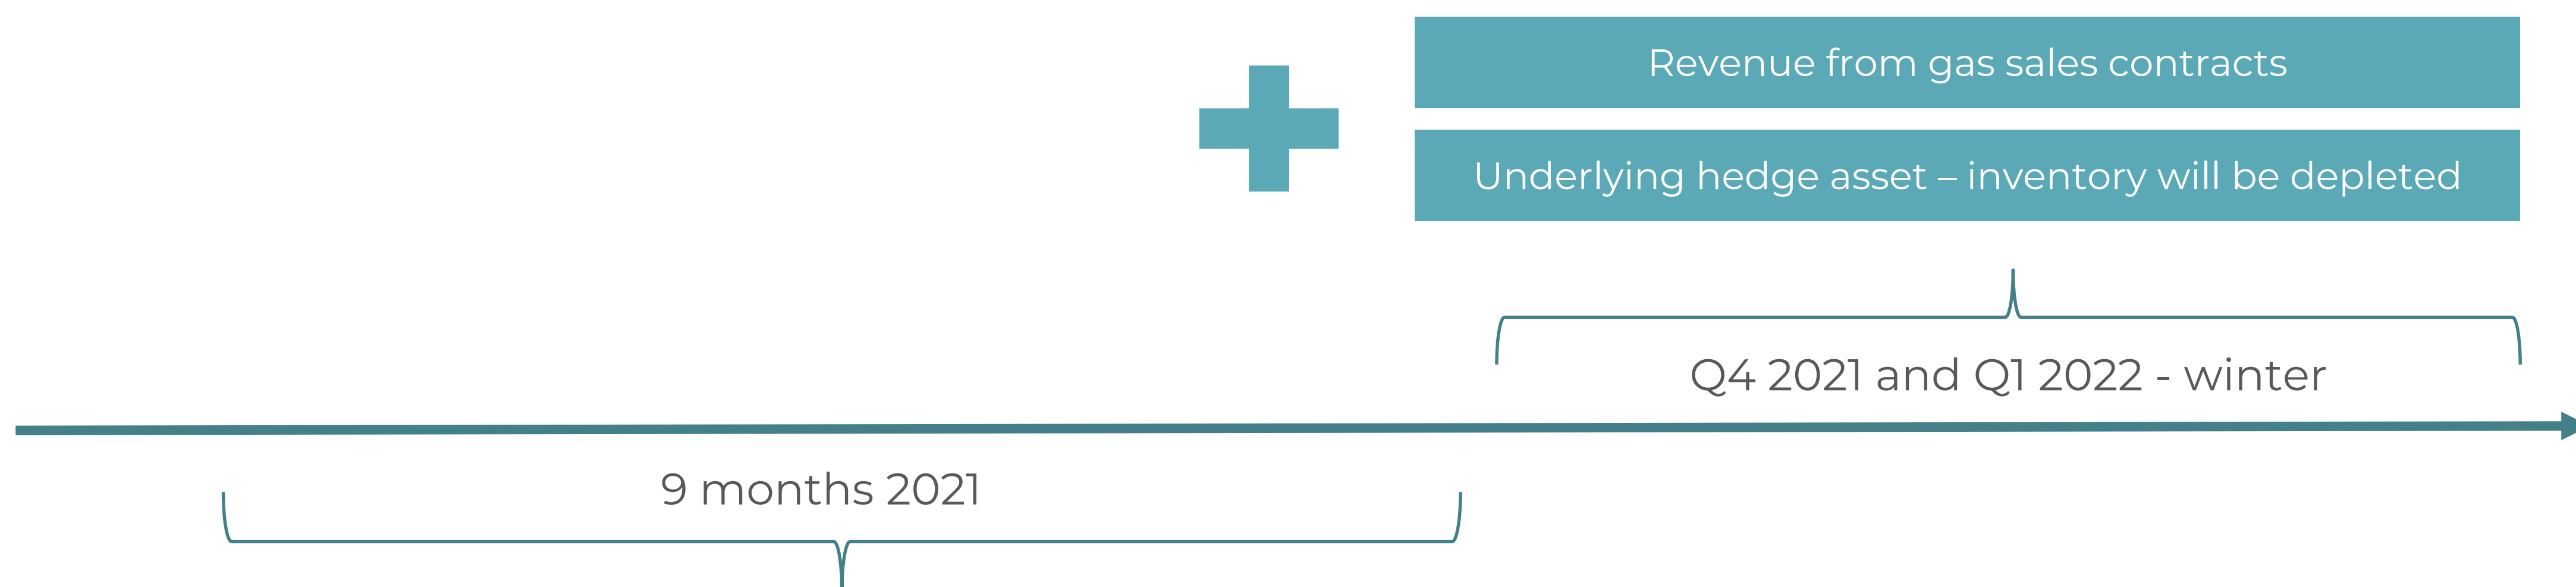 Revenue from gas sales contracts
Underlying hedge asset – inventory will be depleted
Q4 2021 and Q1 2022 - winter
9 months 2021